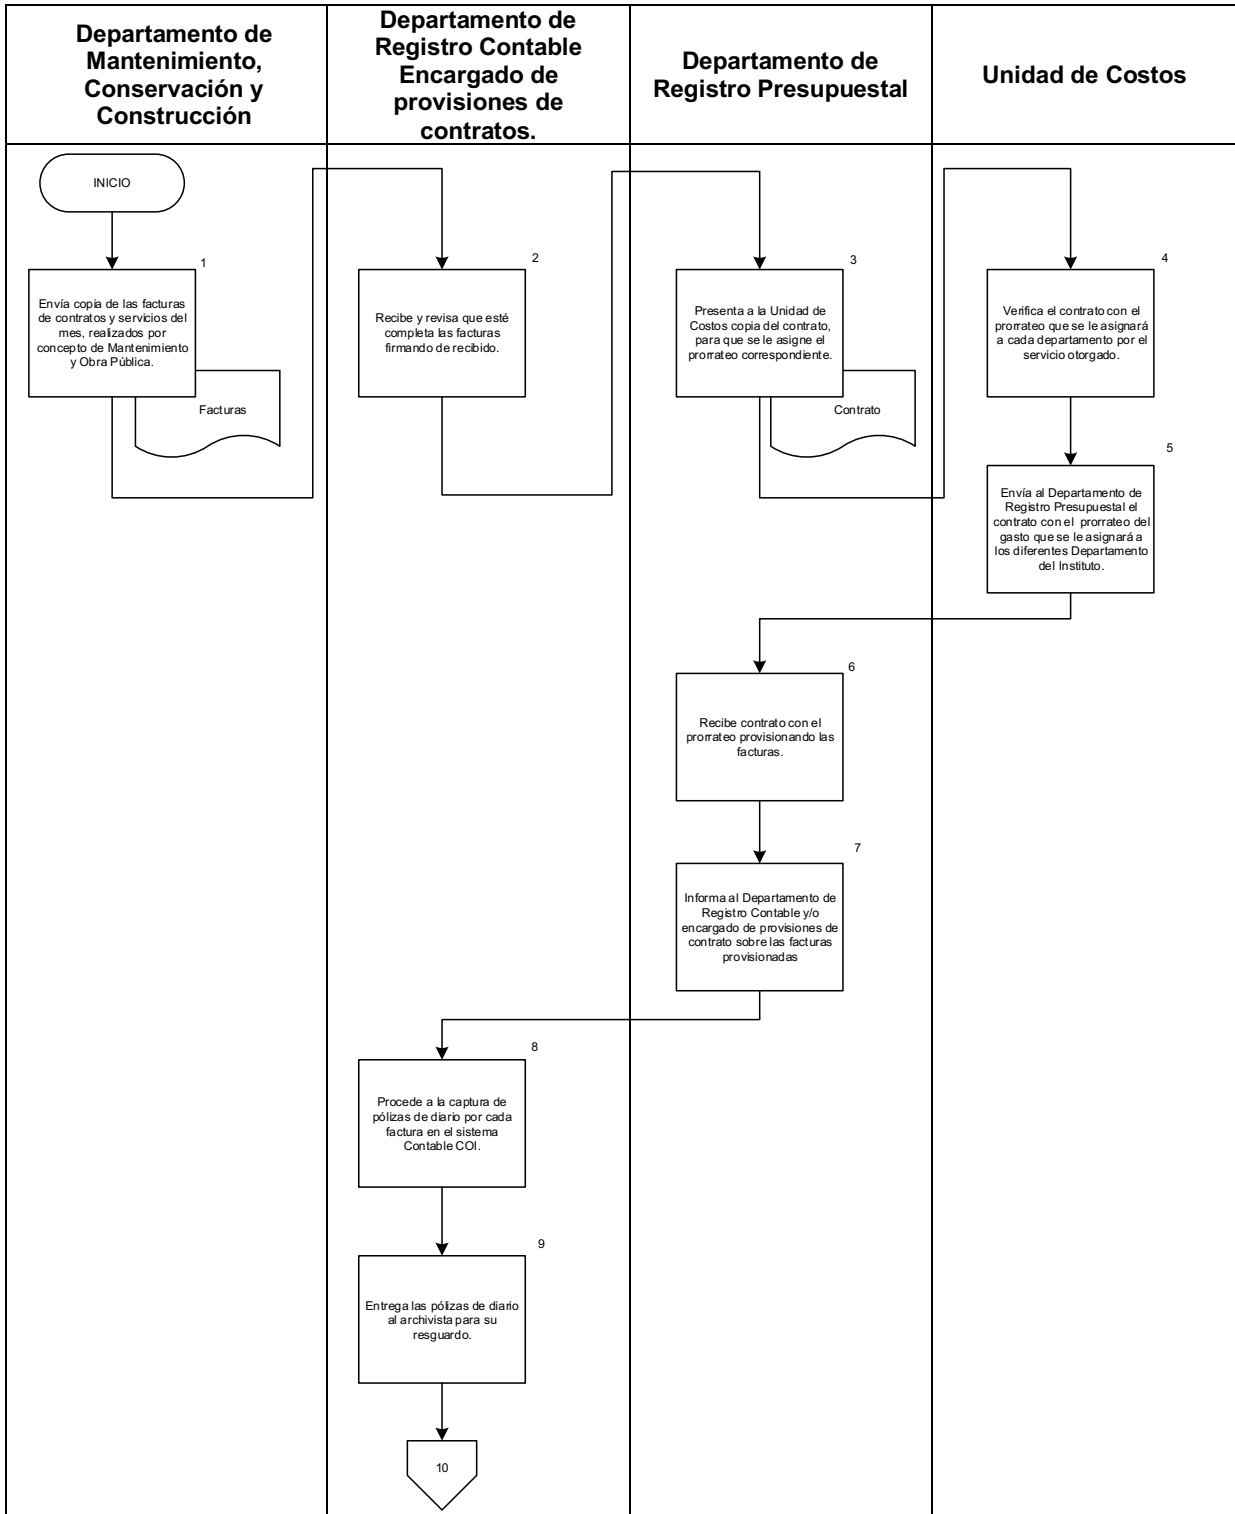 Departamento de
Mantenimiento,
Conservación y
Construcción
Departamento de
Registro Contable
Encargado de
provisiones de
contratos.
Departamento de
Registro Presupuestal
Unidad de Costos
INICIO
1
Envía copia de las facturas
de contratos y servicios del
mes, realizados por
concepto de Mantenimiento
y Obra Pública.
Facturas
2
Recibe y revisa que esté
completa las facturas
firmando de recibido.
3
Presenta a la Unidad de
Costos copia del contrato,
para que se le asigne el
prorrateo correspondiente.
Contrato
4
Verifica el contrato con el
prorrateo que se le asignará
a cada departamento por el
servicio otorgado.
5
Envía al Departamento de
Registro Presupuestal el
contrato con el prorrateo del
gasto que se le asignará a
los diferentes Departamento
del Instituto.
6
Recibe contrato con el
prorrateo provisionando las
facturas.
7
Informa al Departamento de
Registro Contable y/o
encargado de provisiones de
contrato sobre las facturas
provisionadas
8
Procede a la captura de
pólizas de diario por cada
factura en el sistema
Contable COI.
9
Entrega las pólizas de diario
al archivista para su
resguardo.
10